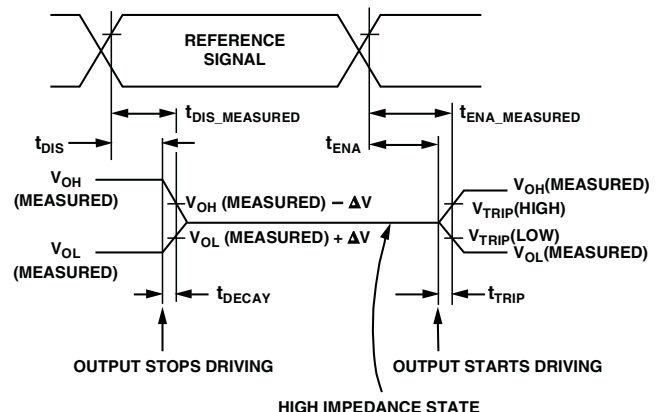 REFERENCE
SIGNAL
tDIS_MEASURED
tENA_MEASURED
tDIS
tENA
VOH
(MEASURED)
VOH (MEASURED) – ΔV
VOH(MEASURED)
VTRIP(HIGH)
VOL
(MEASURED)
VOL (MEASURED) + ΔV
VTRIP(LOW)
VOL(MEASURED)
tDECAY
tTRIP
OUTPUT STOPS DRIVING
OUTPUT STARTS DRIVING
HIGH IMPEDANCE STATE